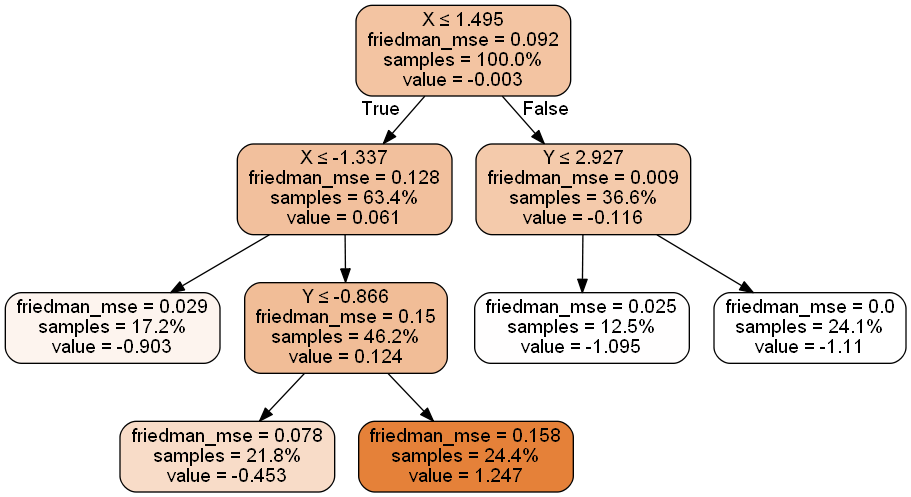 X ≤ 1.495
friedman_mse = 0.092
samples = 100.0%
value = -0.003
True
False
X ≤ -1.337
friedman_mse = 0.128
samples = 63.4%
value = 0.061
Y ≤ 2.927
friedman_mse = 0.009
samples = 36.6%
value = -0.116
friedman_mse = 0.029
samples = 17.2%
value = -0.903
Y ≤ -0.866
friedman_mse = 0.15
samples = 46.2%
value = 0.124
friedman_mse = 0.025
samples = 12.5%
value = -1.095
friedman_mse = 0.0
samples = 24.1%
value = -1.11
friedman_mse = 0.078
samples = 21.8%
value = -0.453
friedman_mse = 0.158
samples = 24.4%
value = 1.247